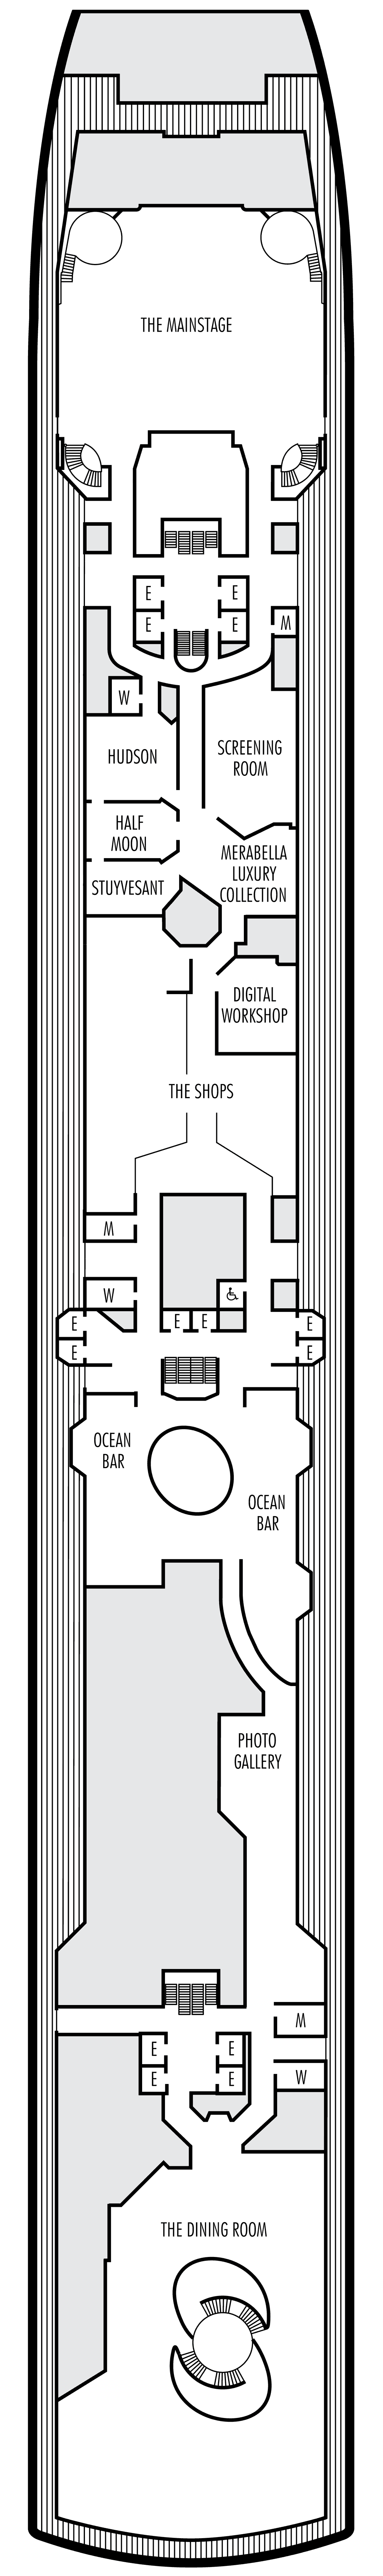 THE MAINSTAGE
E
E
E
E
M
W
HUDSON
SCREENING
ROOM
HALF
MOON
MERABELLA
LUXURY
COLLECTION
STUYVESANT
DIGITAL
WORKSHOP
THE SHOPS
M
W
E
E
E
E
E
E
OCEAN
BAR
OCEAN
BAR
PHOTO
GALLERY
M
E
E
E
E
W
THE DINING ROOM